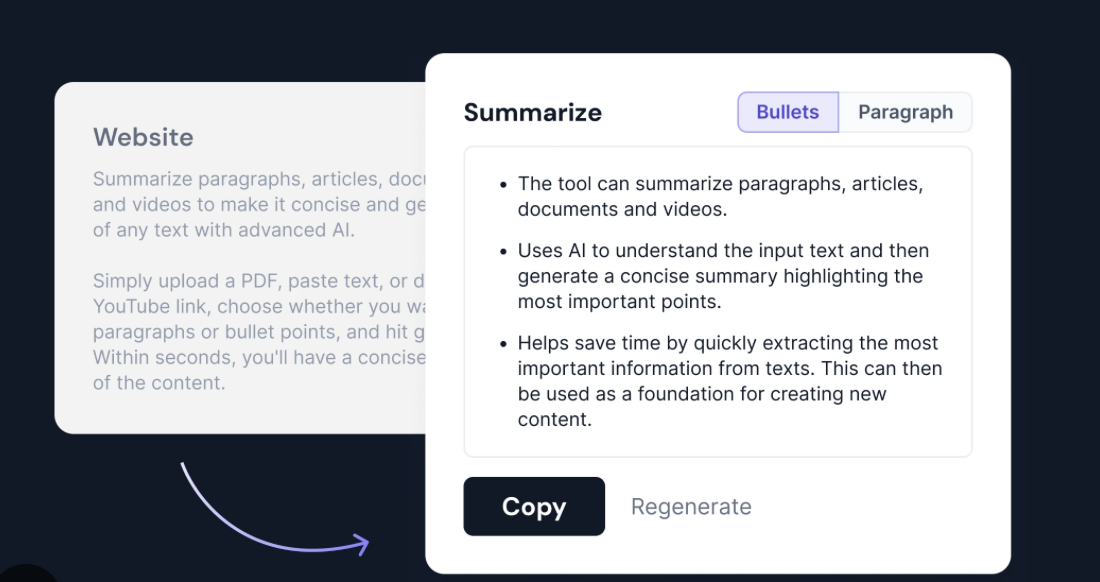 Website
Summarize paragraphs, articles,
and videos to make it concise and
of any text with advanced AI.
Simply upload a PDF, paste text, or
YouTube link, choose whether you
paragraphs or bullet points, and hit
Within seconds, you'll have a concise
of the content.
Summarize
Bullets Paragraph
• The tool can summarize paragraphs, articles,
documents and videos.
• Uses AI to understand the input text and then
generate a concise summary highlighting the
most important points.
• Helps save time by quickly extracting the most
important information from texts. This can then
be used as a foundation for creating new
content.
Copy Regenerate